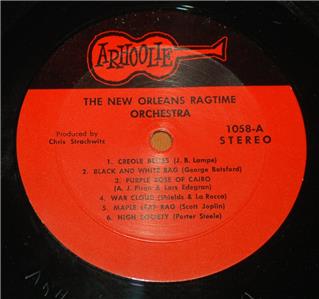 ARHOOLIE
THE NEW ORLEANS RAGTIME
ORCHESTRA
Produced by
Chris Strachwitz
1058-A
STEREO
1. CREOLE BELLES (J. B. Lampe)
2. BLACK AND WHITE RAG (George Botsford)
3. PURPLE ROSE OF CAIRO
(A. J. Piron & Lars Edegran)
4. WAR CLOUD (Shields & La Rocca)
5. MAPLE LEAF RAG (Scott Joplin)
6. HIGH SOCIETY (Porter Steele)